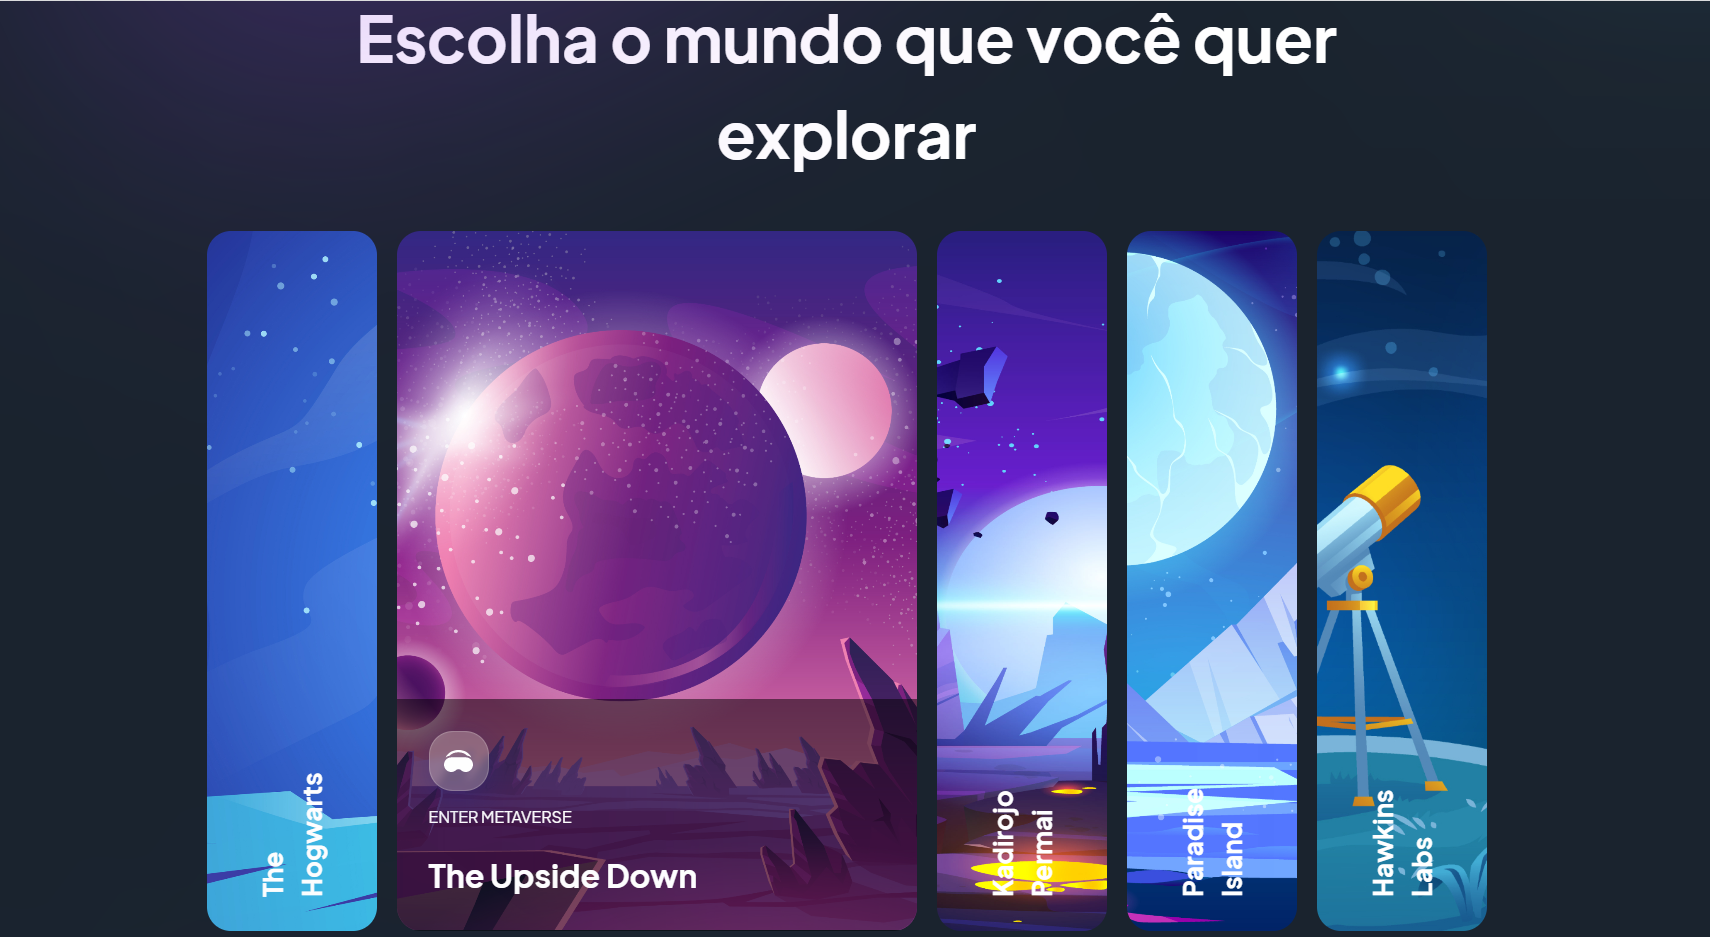 Escolha o mundo que você quer
explorar
The
Hogwarts
ENTER METAVERSE
The Upside Down
Kadirojo
Permai
Paradise
Island
Hawkins
Labs